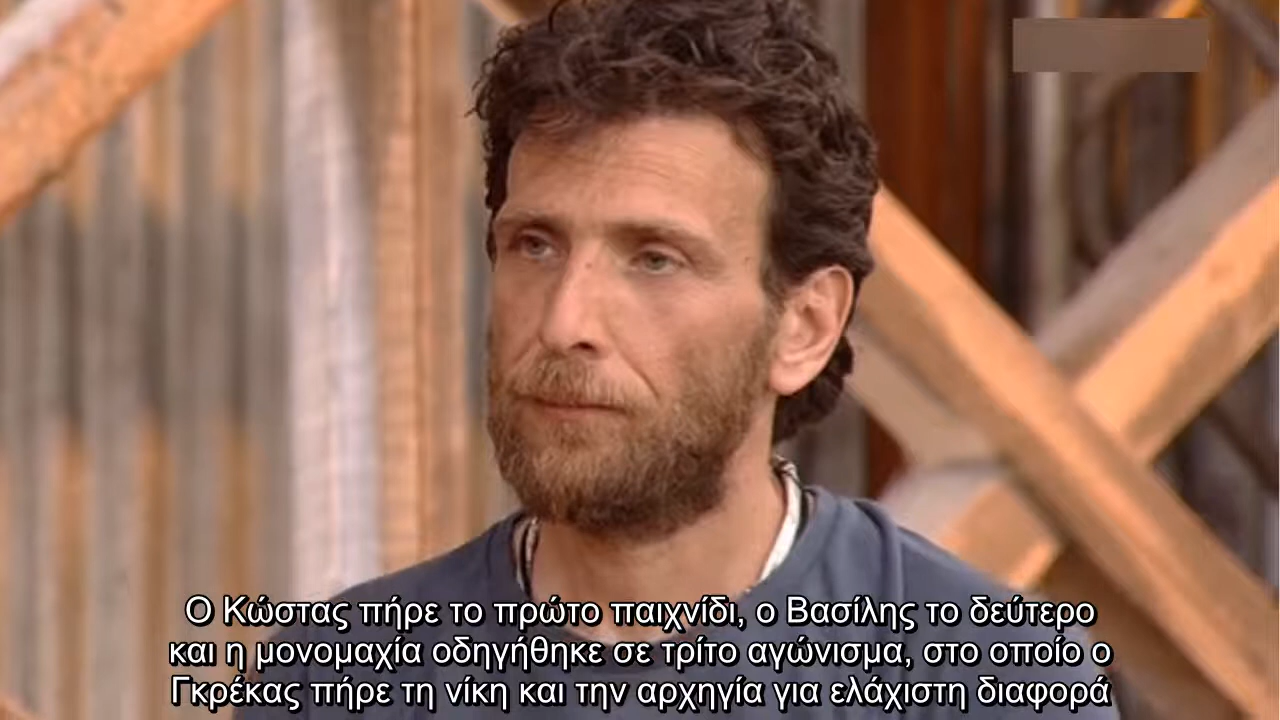 Ο Κώστας πήρε το πρώτο παιχνίδι, ο Βασίλης το δεύτερο
και η μονομαχία οδηγήθηκε σε τρίτο αγώνισμα, στο οποίο ο
Γκρέκας πήρε τη νίκη και την αρχηγία για ελάχιστη διαφορά